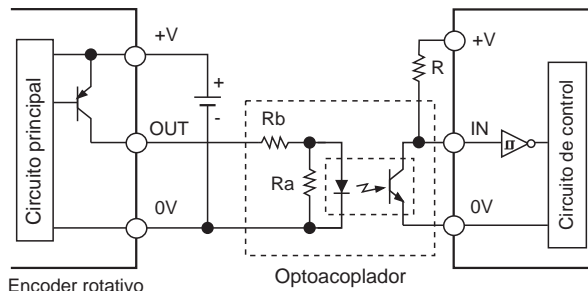 +V
+V
R
+
-
Circuito principal
OUT
Rb
IN
Ra
Circuito de control
0V
0V
Encoder rotativo
Optoacoplador